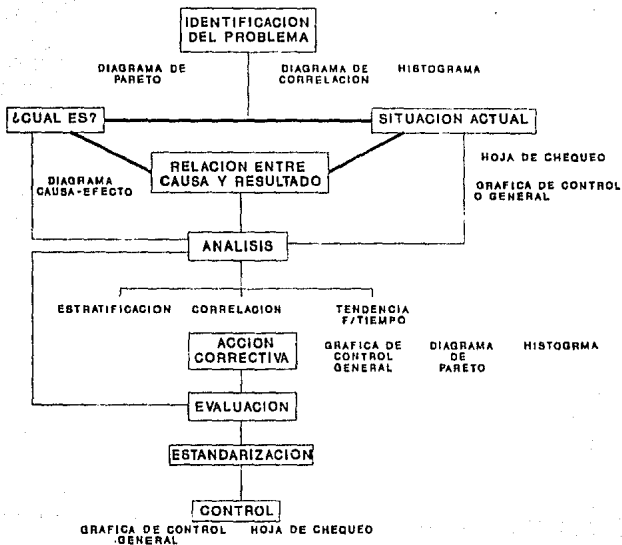 IDENTIFICACION
DEL PROBLEMA
DIAGRAMA DE
PARETO
DIAGRAMA DE
CORRELACION
HISTOGRAMA
¿CUAL ES?
SITUACION ACTUAL
RELACION ENTRE
CAUSA Y RESULTADO
DIAGRAMA
CAUSA-EFECTO
HOJA DE CHEQUEO
GRAFICA DE CONTROL
O GENERAL
ANALISIS
ESTRATIFICACION
CORRELACION
TENDENCIA
F/TIEMPO
ACCION
CORRECTIVA
GRAFICA DE
CONTROL
GENERAL
DIAGRAMA
DE
PARETO
HISTOGRMA
EVALUACION
ESTANDARIZACION
CONTROL
GRAFICA DE CONTROL
GENERAL
HOJA DE CHEQUEO